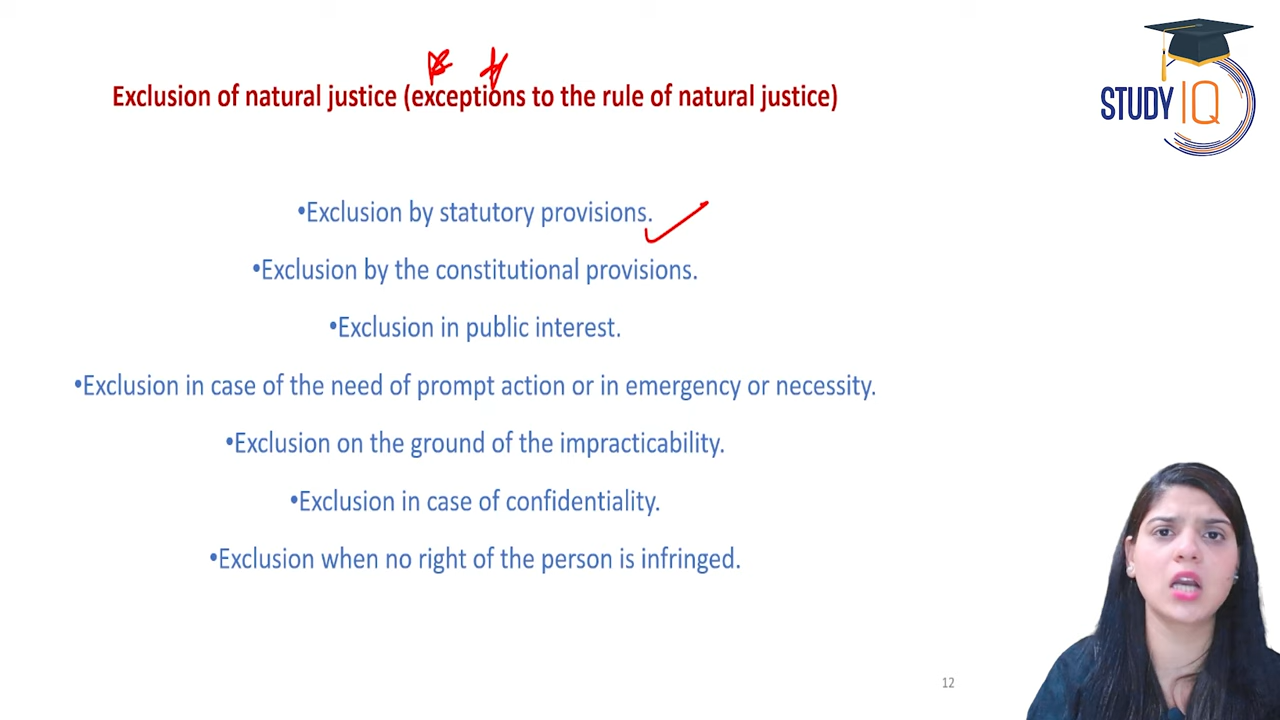 Exclusion of natural justice (exceptions to the rule of natural justice)
STUDY IQ
•Exclusion by statutory provisions.
•Exclusion by the constitutional provisions.
•Exclusion in public interest.
•Exclusion in case of the need of prompt action or in emergency or necessity.
•Exclusion on the ground of the impracticability.
•Exclusion in case of confidentiality.
•Exclusion when no right of the person is infringed.
12